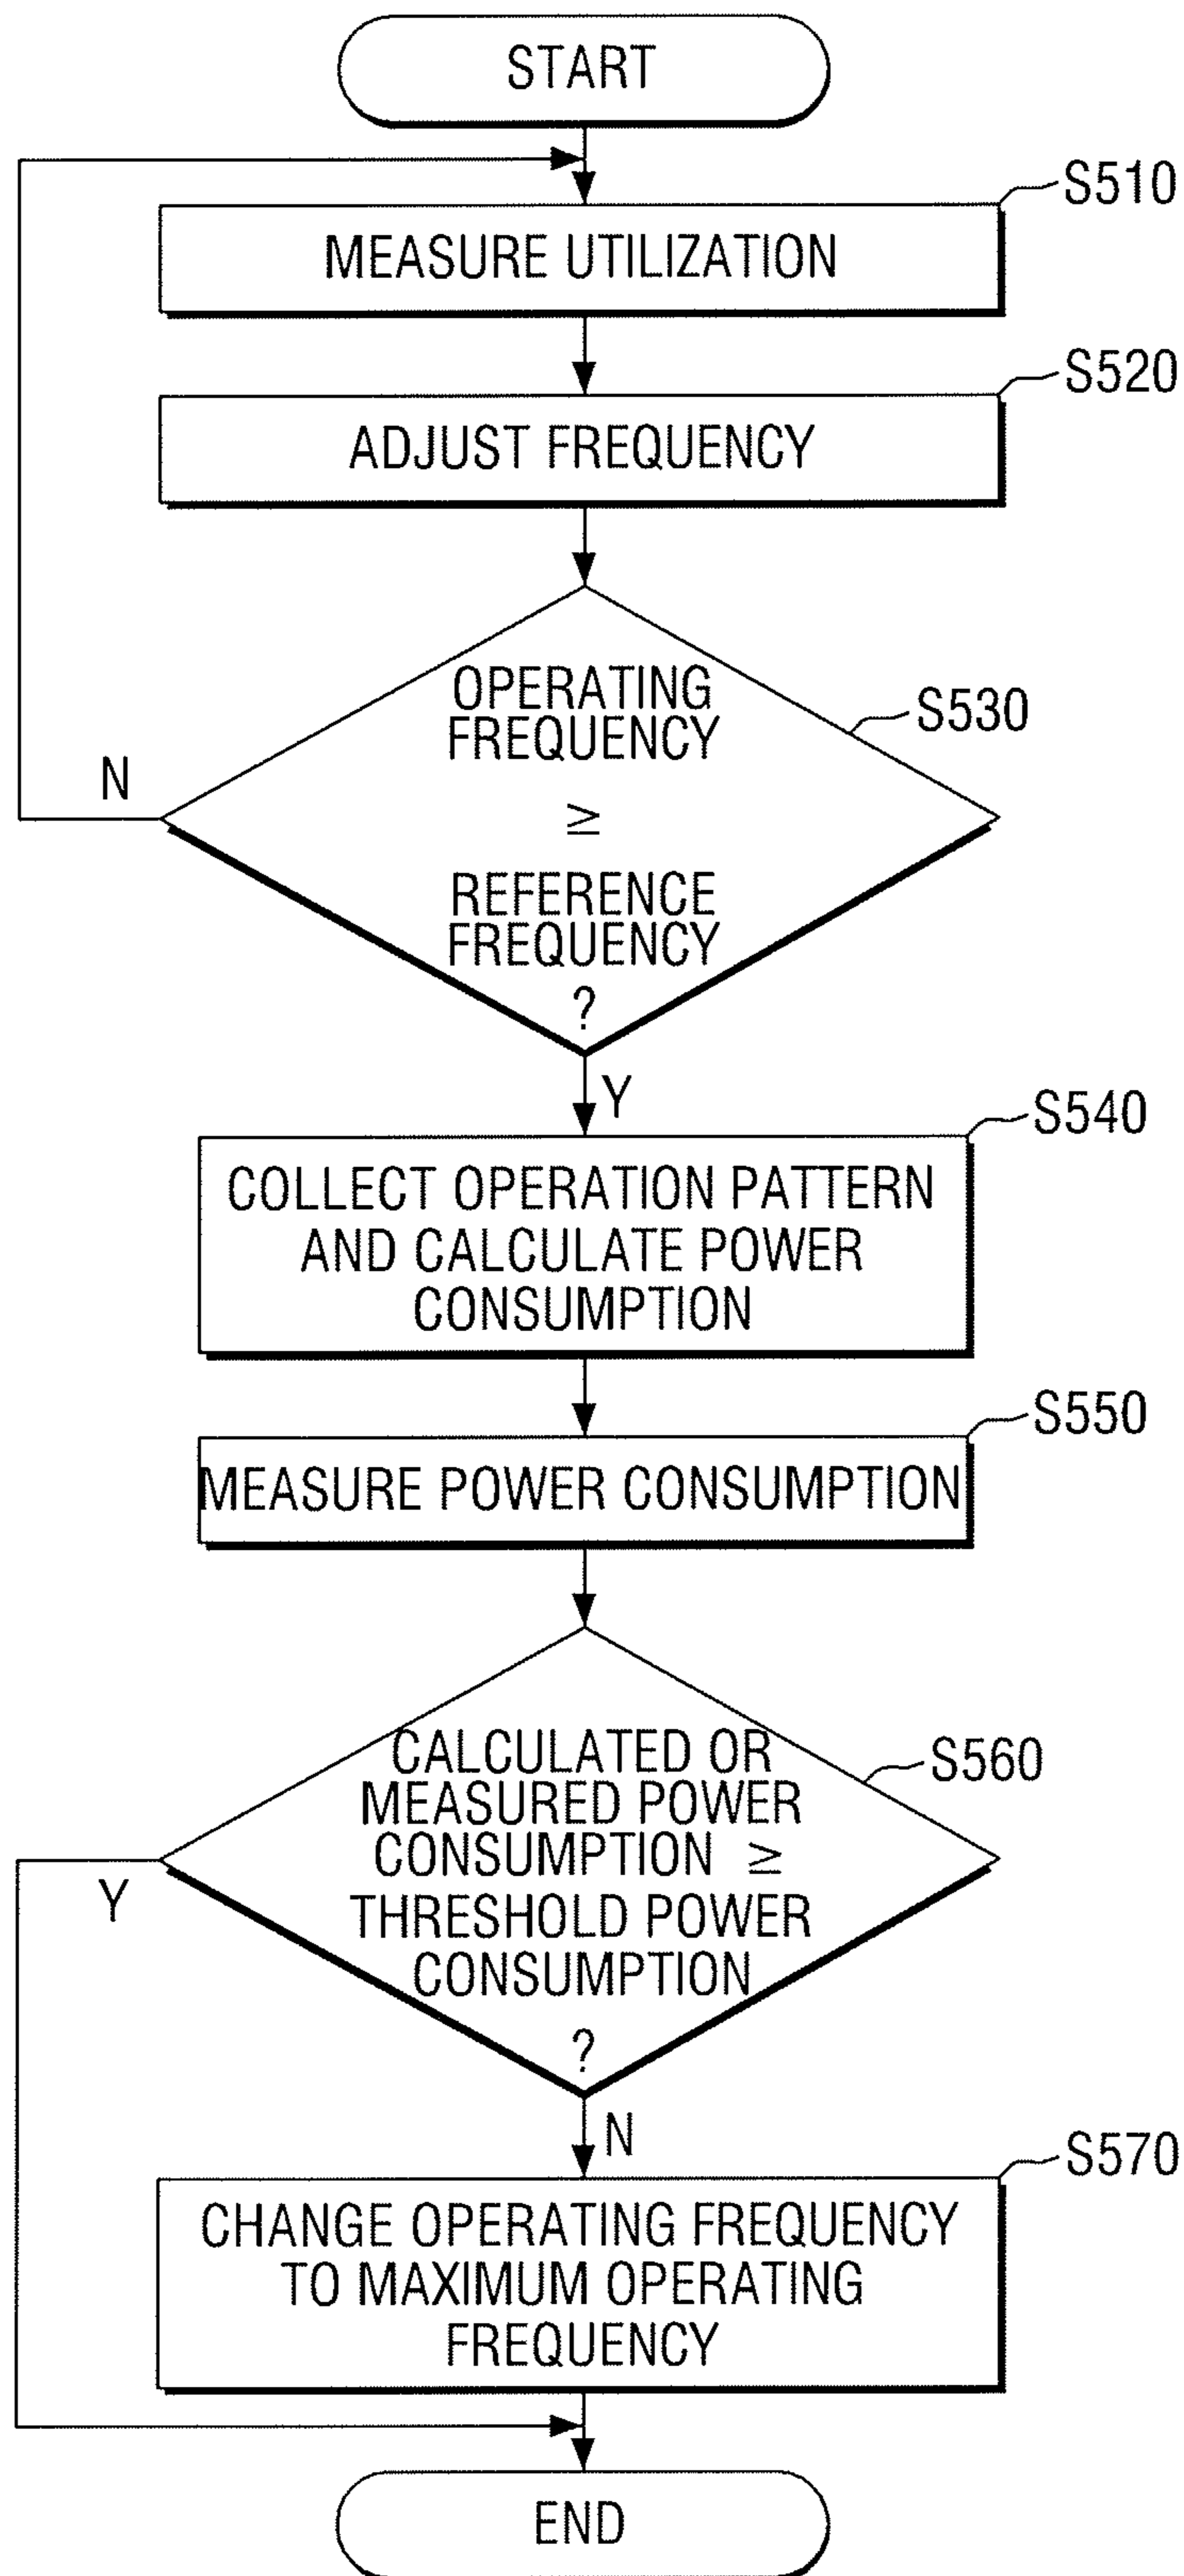 START
S510
MEASURE UTILIZATION
S520
ADJUST FREQUENCY
S530
OPERATING
FREQUENCY
≥
REFERENCE
FREQUENCY
?
N
Y
S540
COLLECT OPERATION PATTERN
AND CALCULATE POWER
CONSUMPTION
S550
MEASURE POWER CONSUMPTION
S560
CALCULATED OR
MEASURED POWER
CONSUMPTION ≥
THRESHOLD POWER
CONSUMPTION
?
Y
N
S570
CHANGE OPERATING FREQUENCY
TO MAXIMUM OPERATING
FREQUENCY
END